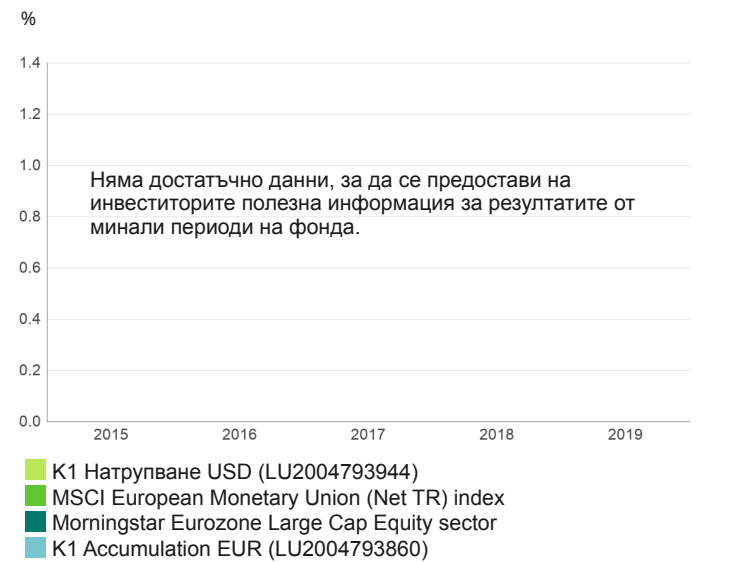 %
1.4
1.2
1.0
Няма достатъчно данни, за да се предостави на
инвеститорите полезна информация за резултатите от
0.8
минали периоди на фонда.
0.6
0.4
0.2
0.0
2015 2016 2017 2018 2019
K1 Натрупване USD (LU2004793944)
MSCI European Monetary Union (Net TR) index
Morningstar Eurozone Large Cap Equity sector
K1 Accumulation EUR (LU2004793860)